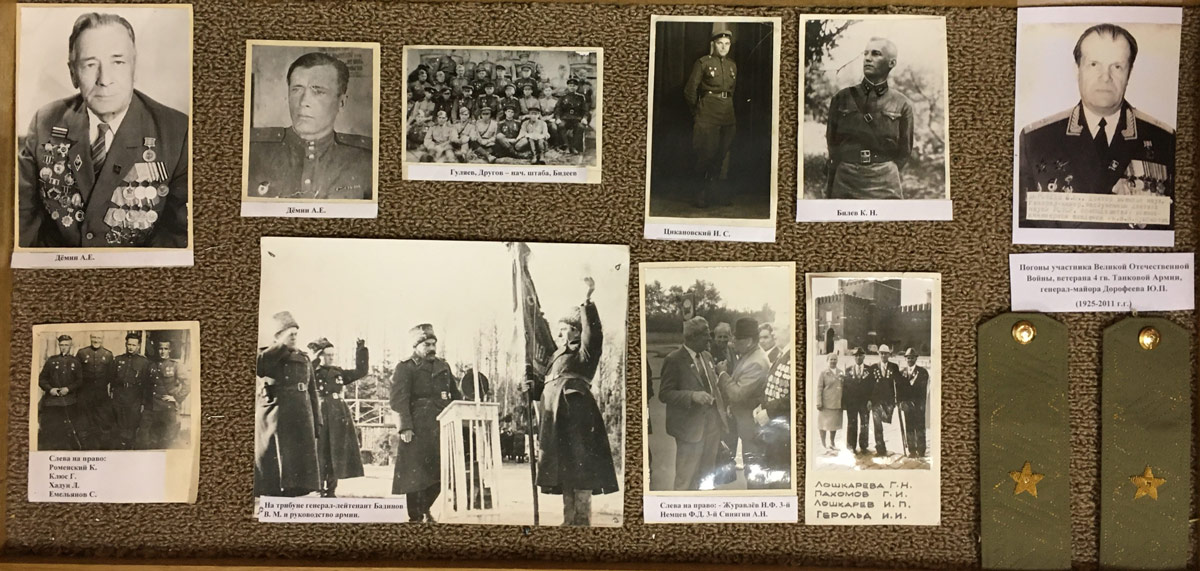 Дёмин А.Е.
Дёмин А.Е.
Гуляев, Другов – нач. штаба, Бидеев
Цикановский Н. С.
Билев К. Н.
Погоны участника Великой Отечественной
Войны, ветерана 4 гв. Танковой Армии,
генерал-майора Дорофеева Ю.П.
(1925-2011 г.г.)
Слева на право:
Роменский К.
Клюс Г.
Хадун Л.
Емельянов С.
На трибуне генерал-лейтенант Баданов
В. М. и руководство армии.
Слева на право: - Журавлёв Н.Ф. 3-й
Немцев Ф.Д. 3-й Синягин А.Н.
ЛОШКАРЕВА Г.Н.
ПАХОМОВ Г.И.
ЛОШКАРЕВ И.П.
ГЕРОЛЬД И.И.